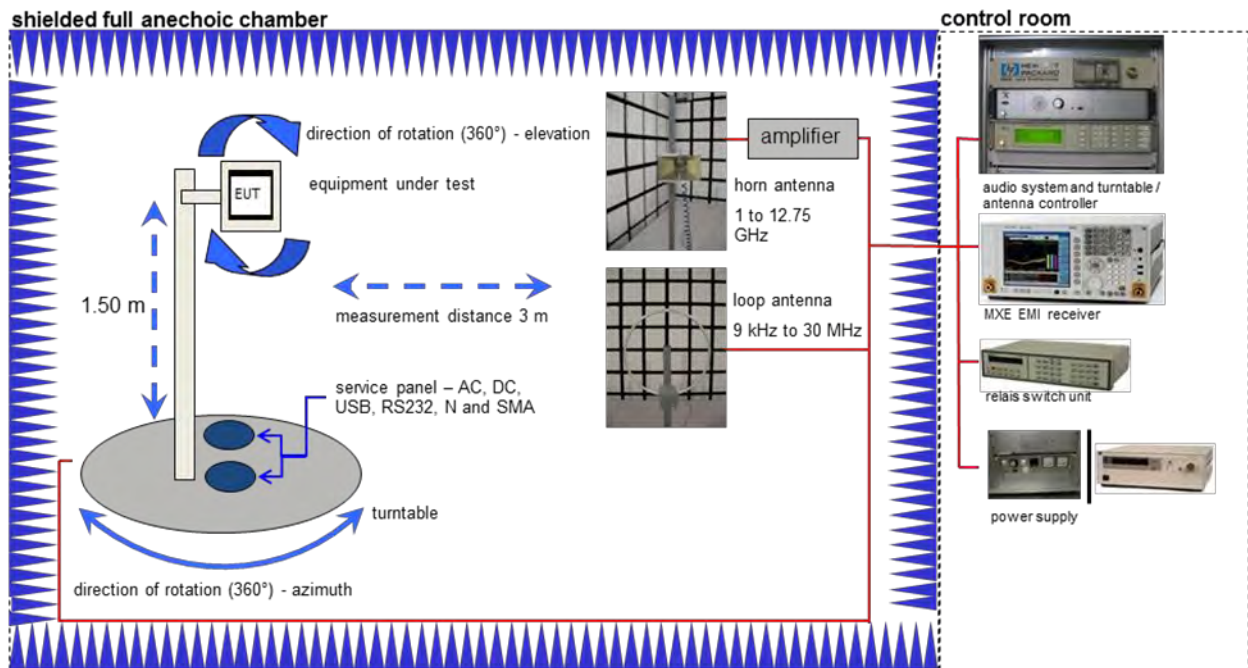 shielded full anechoic chamber
control room
direction of rotation (360°) - elevation
EUT
equipment under test
1.50 m
measurement distance 3 m
service panel – AC, DC,
USB, RS232, N and SMA
turntable
direction of rotation (360°) - azimuth
amplifier
horn antenna
1 to 12.75
GHz
loop antenna
9 kHz to 30 MHz
HEWLETT
PACKARD
audio system and turntable /
antenna controller
MXE EMI receiver
relais switch unit
power supply